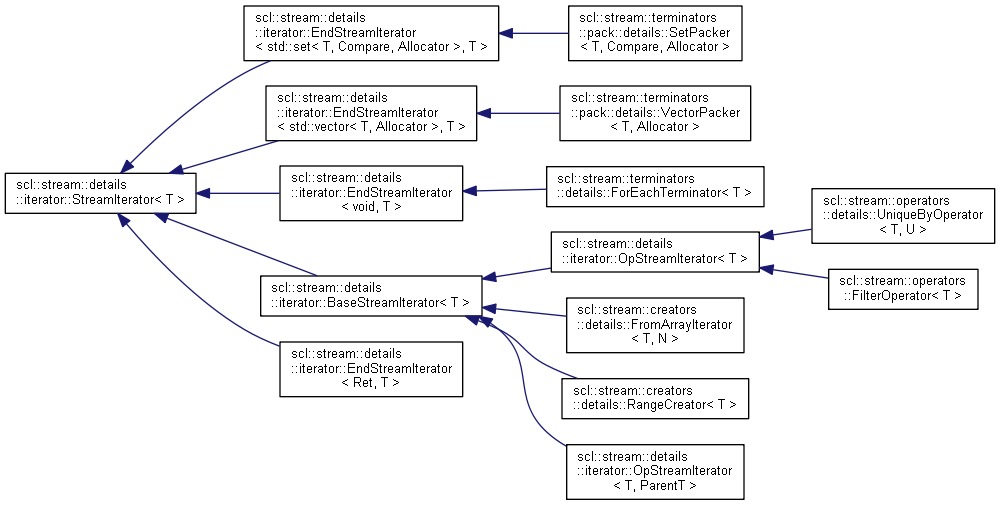 scl::stream::details
::iterator::EndStreamIterator
< std::set< T, Compare, Allocator >, T >
scl::stream::terminators
::pack::details::SetPacker
< T, Compare, Allocator >
scl::stream::details
::iterator::EndStreamIterator
< std::vector< T, Allocator >, T >
scl::stream::terminators
::pack::details::VectorPacker
< T, Allocator >
scl::stream::details
::iterator::StreamIterator< T >
scl::stream::details
::iterator::EndStreamIterator
< void, T >
scl::stream::terminators
::details::ForEachTerminator< T >
scl::stream::operators
::details::UniqueByOperator
< T, U >
scl::stream::details
::iterator::OpStreamIterator< T >
scl::stream::operators
::FilterOperator< T >
scl::stream::details
::iterator::BaseStreamIterator< T >
scl::stream::creators
::details::FromArrayIterator
< T, N >
scl::stream::details
::iterator::EndStreamIterator
< Ret, T >
scl::stream::creators
::details::RangeCreator< T >
scl::stream::details
::iterator::OpStreamIterator
< T, ParentT >